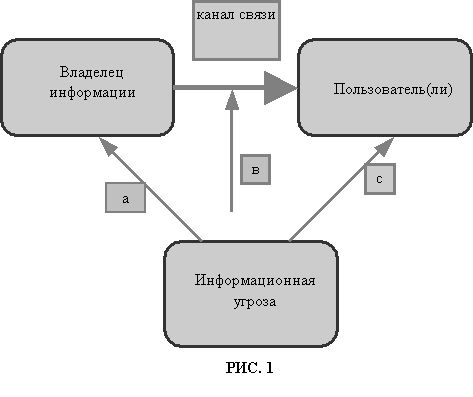 канал связи
Владелец
информации
Пользователь(ли)
а
в
с
Информационная
угроза
РИС. 1